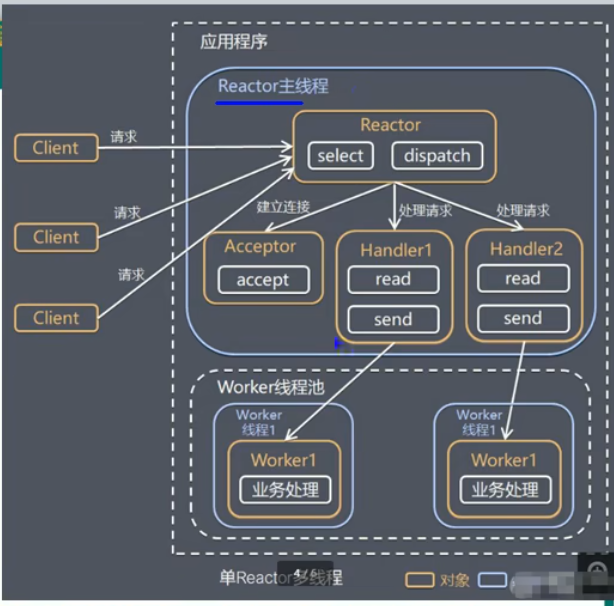 应用程序
Reactor主线程
Reactor
select
dispatch
Client
请求
Client
请求
Client
请求
建立连接
处理请求
处理请求
Acceptor
accept
Handler1
read
send
Handler2
read
send
Worker线程池
Worker
线程1
Worker1
业务处理
Worker
线程1
Worker1
业务处理
单Reactor多线程
4/6
对象